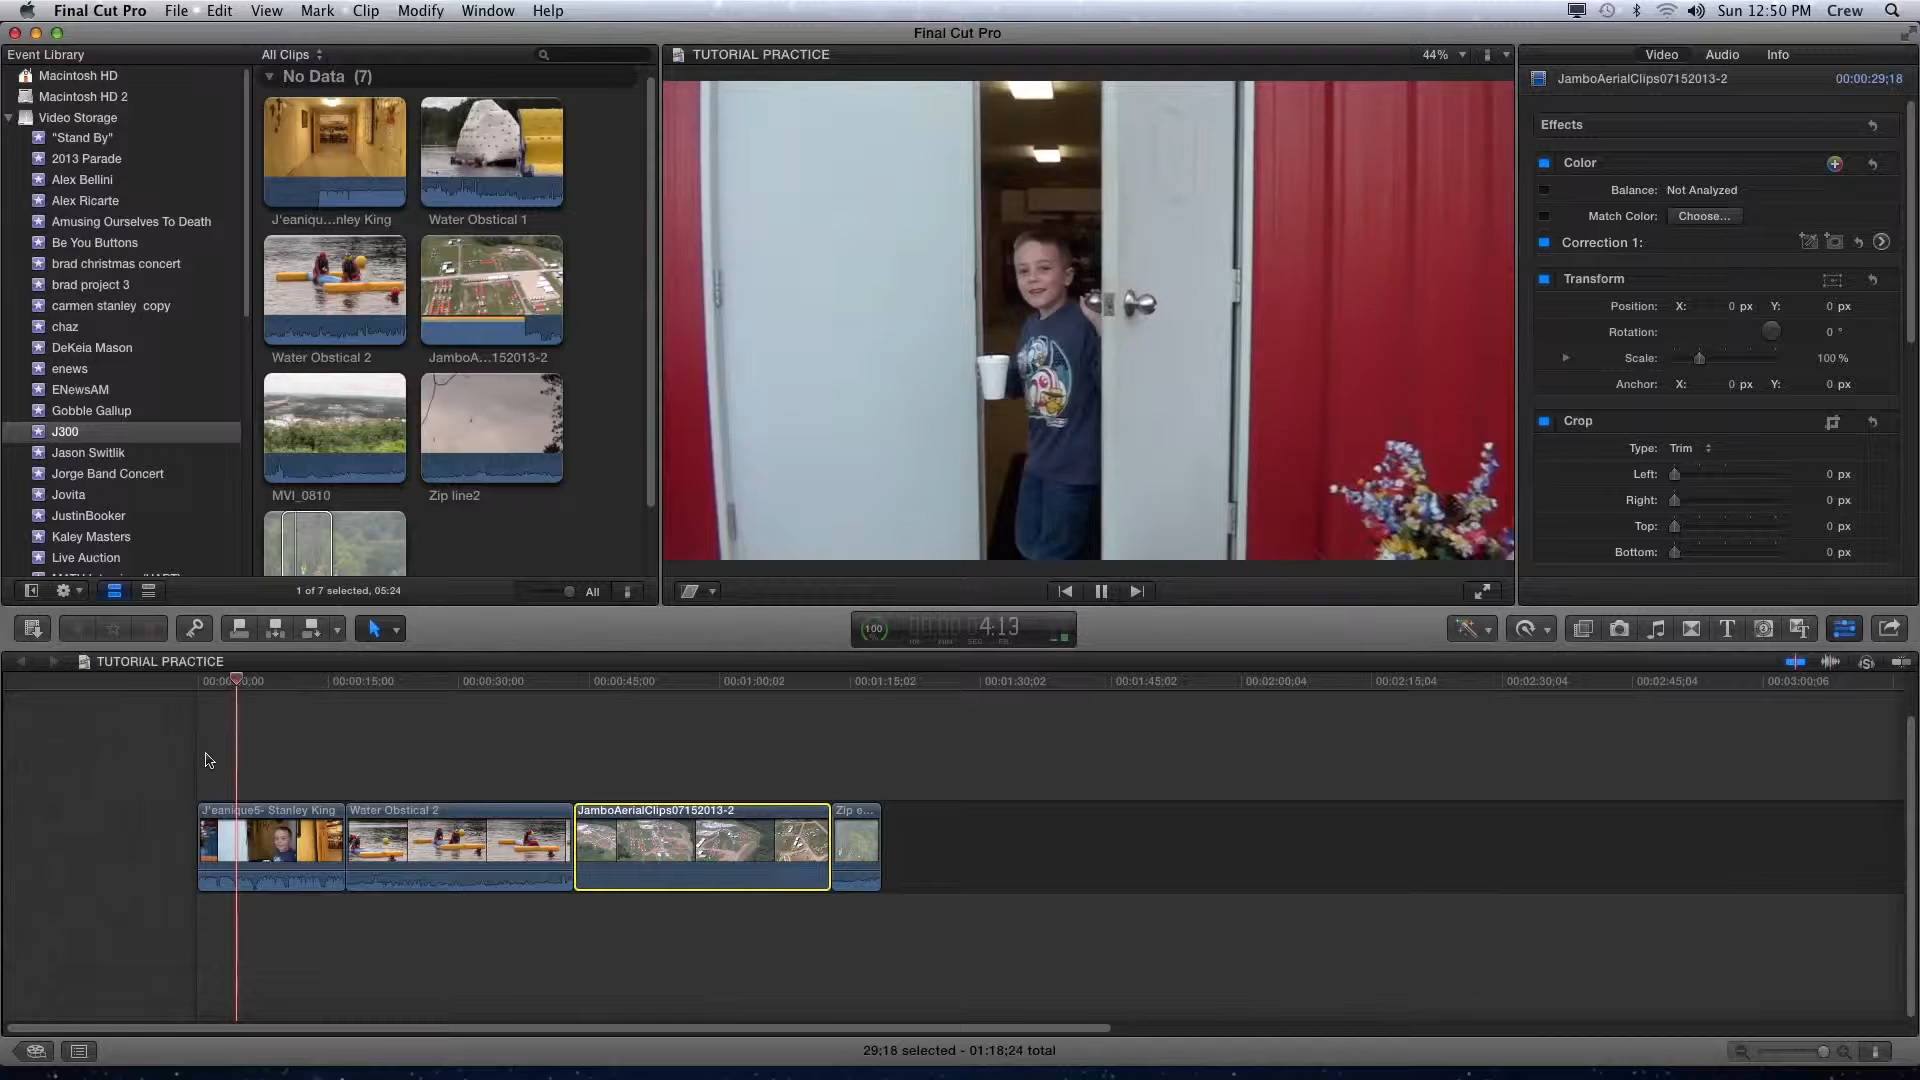 Final Cut Pro File Edit View Mark Clip Modify Window Help Sun 12:50 PM Crew
Final Cut Pro
Event Library
Macintosh HD
Macintosh HD 2
Video Storage
"Stand By"
2013 Parade
Alex Bellini
Alex Ricarte
Amusing Ourselves To Death
Be You Buttons
brad christmas concert
brad project 3
carmen stanley copy
chaz
DeKeia Mason
enews
ENewsAM
Gobble Gallup
J300
Jason Switlik
Jorge Band Concert
Jovita
JustinBooker
Kaley Masters
Live Auction
All Clips
No Data (7)
J'eaniqu...nley King
Water Obstical 1
Water Obstical 2
JamboA...152013-2
MVI_0810
Zip line2
1 of 7 selected, 05:24
All
TUTORIAL PRACTICE
44%
Video Audio Info
JamboAerialClips07152013-2 00:00:29;18
Effects
Color
Balance: Not Analyzed
Match Color: Choose...
Correction 1:
Transform
Position: X: 0 px Y: 0 px
Rotation: 0 °
Scale: 100 %
Anchor: X: 0 px Y: 0 px
Crop
Type: Trim
Left: 0 px
Right: 0 px
Top: 0 px
Bottom: 0 px
100 4:13
TUTORIAL PRACTICE
00:00:15;00 00:00:30;00 00:00:45;00 00:01:00;02 00:01:15;02 00:01:30;02 00:01:45;02 00:02:00;04 00:02:15;04 00:02:30;04 00:02:45;04 00:03:00;06
J'eanique5- Stanley King
Water Obstical 2
JamboAerialClips07152013-2
Zip e...
29;18 selected - 01:18;24 total